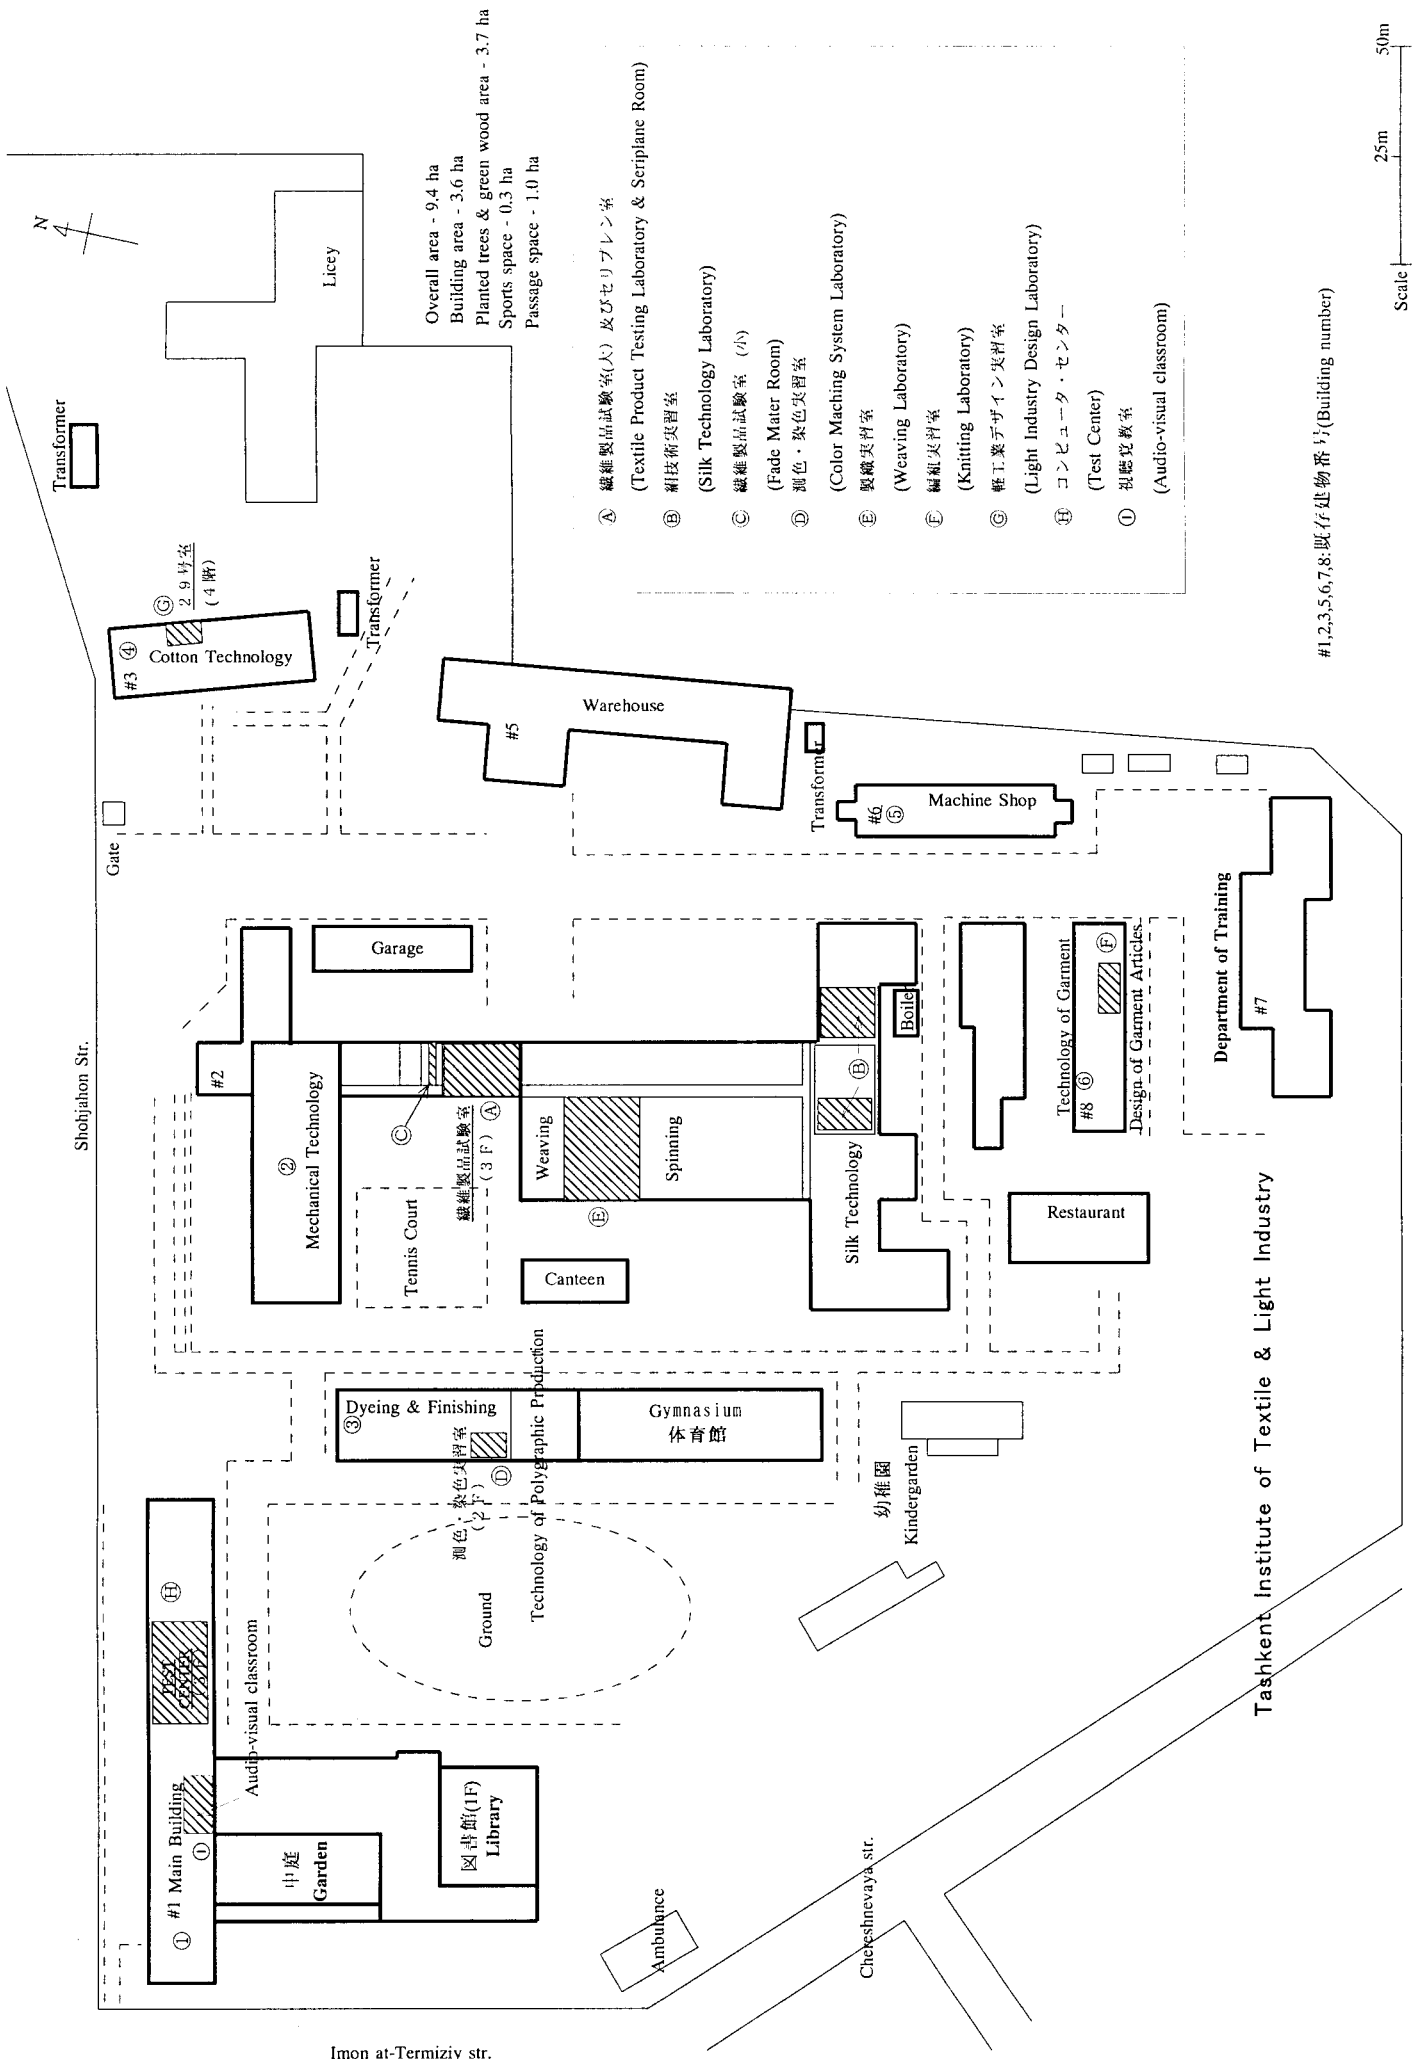 Shohjahon Str.
Imon at-Termiziy str.
Chereshnevaya str.
N
Gate
Transformer
Transformer
Transformer
Licey
Overall area - 9.4 ha
Building area - 3.6 ha
Planted trees & green wood area - 3.7 ha
Sports space - 0.3 ha
Passage space - 1.0 ha
#1 Main Building
①
Ⓘ
Audio-visual classroom
Ⓗ
TEST
CENTER
中庭
Garden
図書館(1F)
Library
Ambulance
Ground
③
Dyeing & Finishing
測色・染色実習室
(2F)
Ⓓ
Technology of Polygraphic Production
Gymnasium
体育館
幼稚園
Kindergarden
#2
②
Mechanical Technology
Garage
Tennis Court
Ⓒ
繊維製品試験室
(3F)
Ⓐ
Canteen
Weaving
Ⓔ
Spinning
Silk Technology
Ⓑ
Boiler
Restaurant
#3 ④
Cotton Technology
Ⓖ
29号室
(4階)
#5
Warehouse
#6
⑤
Machine Shop
Technology of Garment
#8 ⑥
Ⓕ
Design of Garment Articles
Department of Training
#7
Ⓐ 繊維製品試験室(大) 及びセリプレン室
(Textile Product Testing Laboratory & Seriplane Room)
Ⓑ 絹技術実習室
(Silk Technology Laboratory)
Ⓒ 繊維製品試験室 (小)
(Fade Mater Room)
Ⓓ 測色・染色実習室
(Color Maching System Laboratory)
Ⓔ 製織実習室
(Weaving Laboratory)
Ⓕ 編組実習室
(Knitting Laboratory)
Ⓖ 軽工業デザイン実習室
(Light Industry Design Laboratory)
Ⓗ コンピュータ・センター
(Test Center)
Ⓘ 視聴覚教室
(Audio-visual classroom)
#1,2,3,5,6,7,8:既存建物番号(Building number)
Scale 25m 50m
Tashkent Institute of Textile & Light Industry